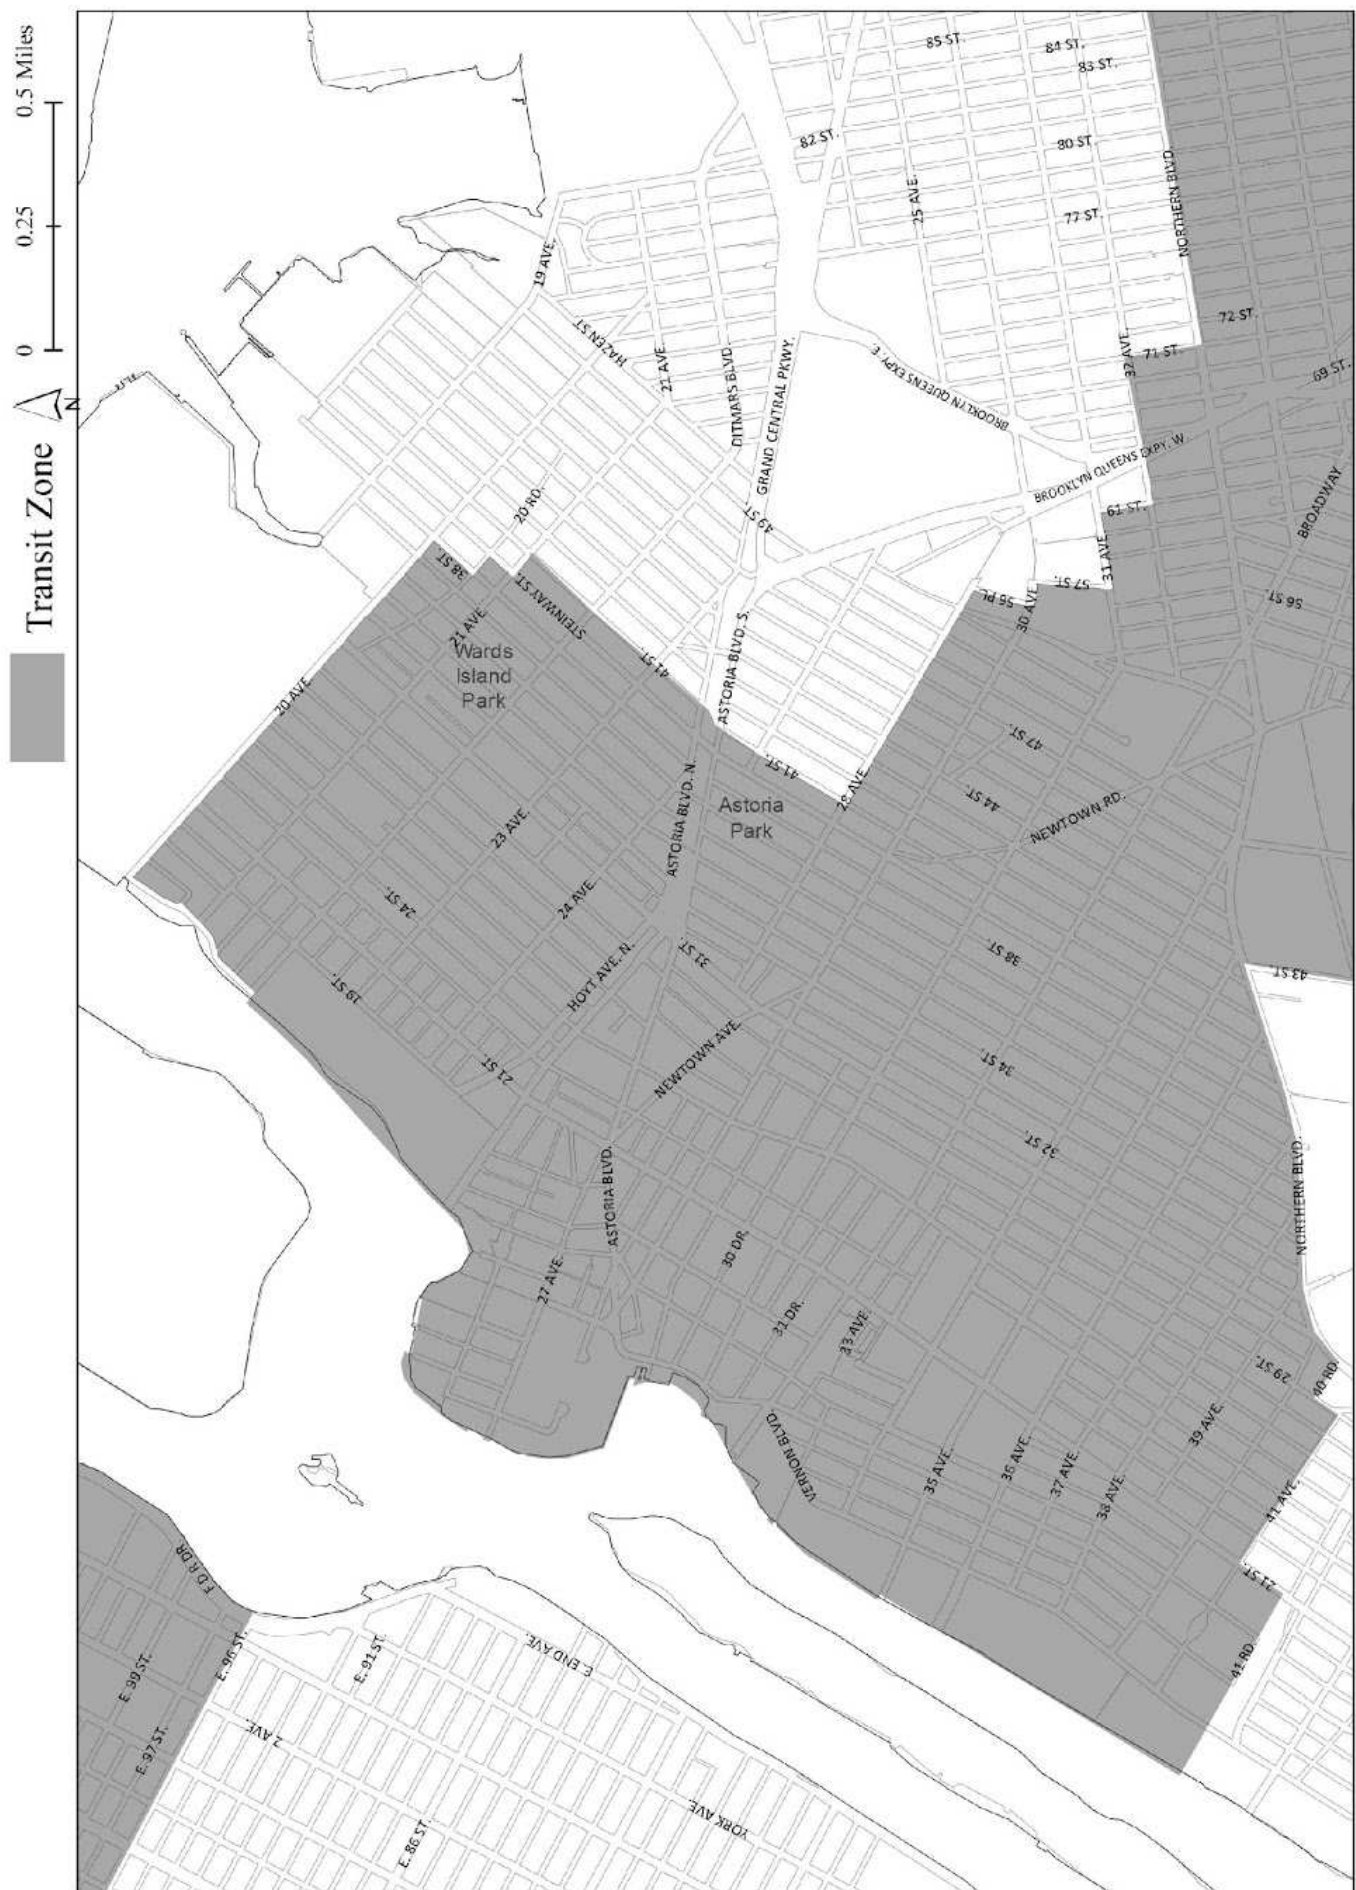 0.5 Miles
0.25
0
N
Transit Zone
85 ST.
84 ST.
83 ST.
82 ST.
80 ST.
25 AVE.
77 ST.
NORTHERN BLVD
19 AVE.
HAZEN ST.
21 AVE.
DITMARS BLVD.
GRAND CENTRAL PKWY.
BROOKLYN QUEENS EXPY. E.
32 AVE.
71 ST.
72 ST.
69 ST.
BROOKLYN QUEENS EXPY. W.
20 RD.
49 ST.
61 ST.
BROADWAY
31 AVE.
38 ST.
STEINWAY ST.
21 AVE.
57 ST.
56 PL
30 AVE
56 ST
Wards
Island
Park
41 ST.
ASTORIA BLVD. S.
20 AVE
47 ST.
41 ST.
28 AVE
44 ST.
NEWTOWN RD.
ASTORIA BLVD. N.
Astoria
Park
23 AVE.
24 AVE.
24 ST.
31 ST.
38 ST.
43 ST.
HOYT AVE. N.
19 ST.
21 ST.
NEWTOWN AVE.
34 ST.
32 ST.
ASTORIA BLVD.
NORTHERN BLVD.
30 DR.
27 AVE.
31 DR.
33 AVE.
29 ST.
40 RD.
39 AVE.
VERNON BLVD.
35 AVE.
36 AVE.
37 AVE.
38 AVE.
41 AVE.
21 ST.
41 RD.
F D R DR
E. 96 ST.
E. 99 ST.
E. 97 ST.
E. 91 ST.
E. END AVE.
2 AVE.
YORK AVE.
E. 86 ST.